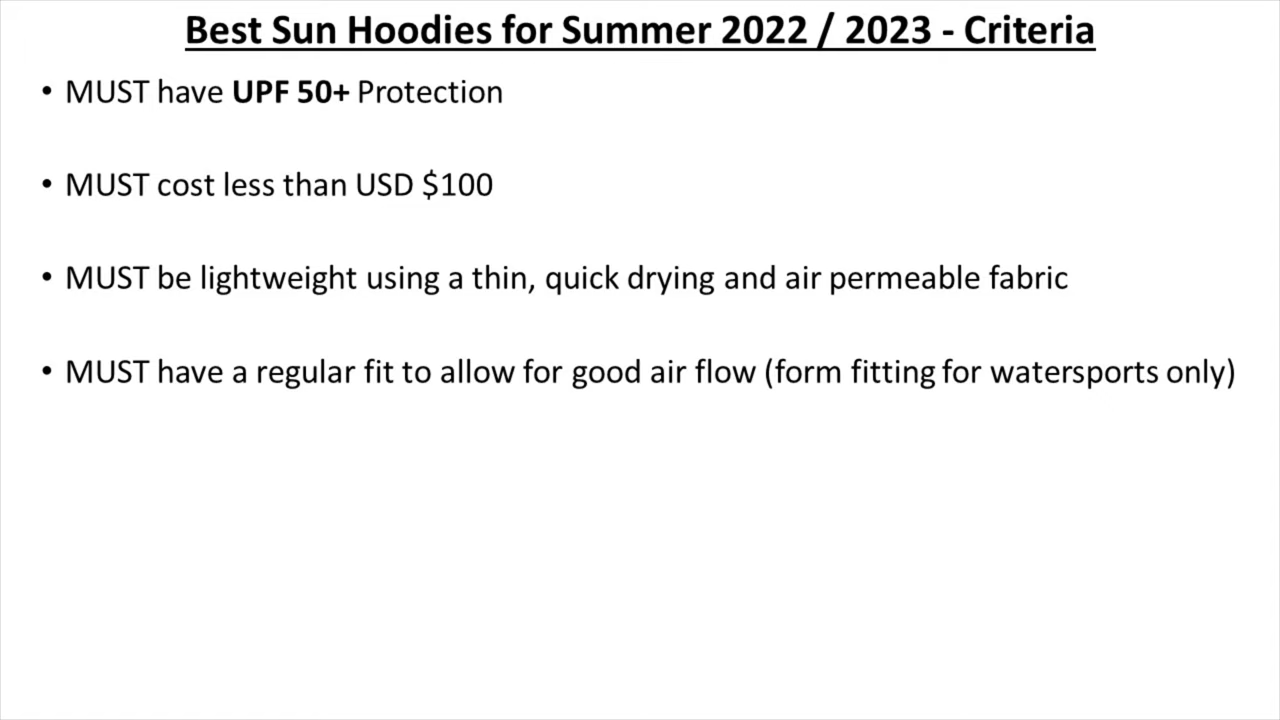 Best Sun Hoodies for Summer 2022 / 2023 - Criteria
• MUST have UPF 50+ Protection
• MUST cost less than USD $100
• MUST be lightweight using a thin, quick drying and air permeable fabric
• MUST have a regular fit to allow for good air flow (form fitting for watersports only)